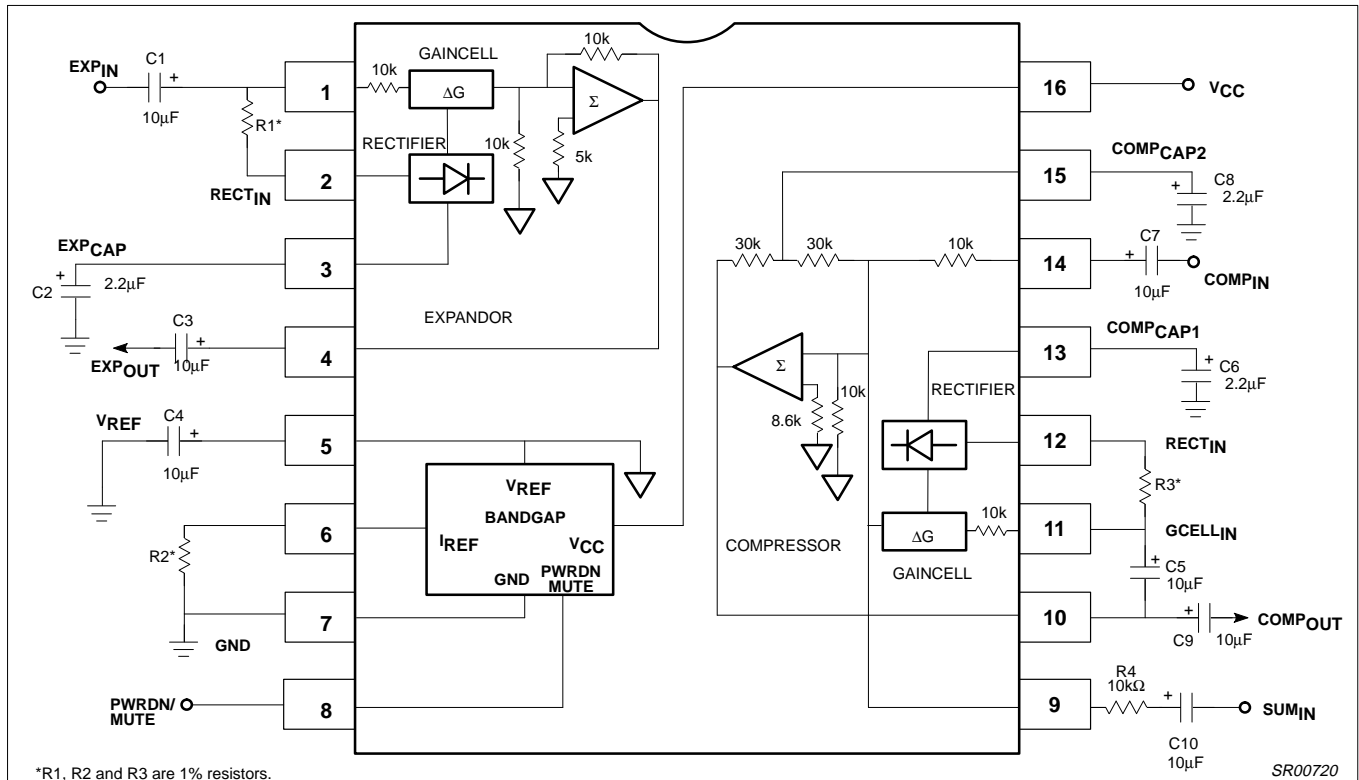 EXPIN
C1
+
10µF
R1*
RECTIN
EXPCAP
+
C2
2.2µF
C3
+
10µF
EXPOUT
VREF
C4
+
10µF
R2*
GND
PWRDN/
MUTE
1
2
3
4
5
6
7
8
10k
GAINCELL
ΔG
10k
Σ
RECTIFIER
10k
5k
EXPANDOR
VREF
BANDGAP
IREF
VCC
GND
PWRDN
MUTE
30k
30k
10k
Σ
10k
8.6k
RECTIFIER
10k
ΔG
COMPRESSOR
GAINCELL
16
15
14
13
12
11
10
9
VCC
COMPCAP2
+
C8
2.2µF
C7
+
10µF
COMPIN
COMPCAP1
+
C6
2.2µF
RECTIN
R3*
GCELLIN
+
C5
10µF
+
COMPOUT
C9
10µF
R4
10kΩ
+
SUMIN
C10
10µF
*R1, R2 and R3 are 1% resistors.
SR00720